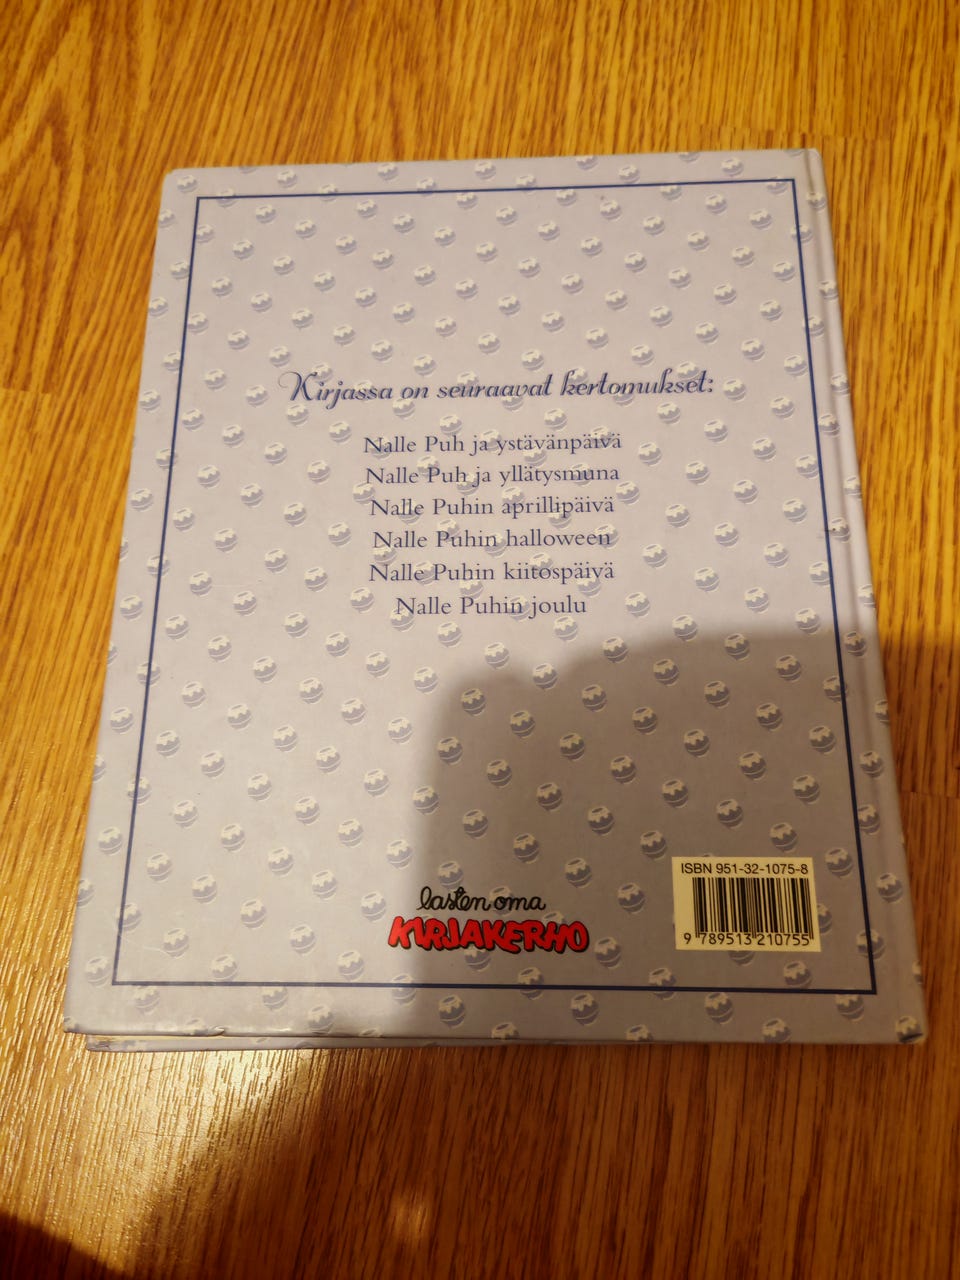 Kirjassa on seuraavat kertomukset:
Nalle Puh ja ystävänpäivä
Nalle Puh ja yllätysmuna
Nalle Puhin aprillipäivä
Nalle Puhin halloween
Nalle Puhin kiitospäivä
Nalle Puhin joulu
lasten oma
KIRJAKERHO
ISBN 951-32-1075-8
9 789513 210755